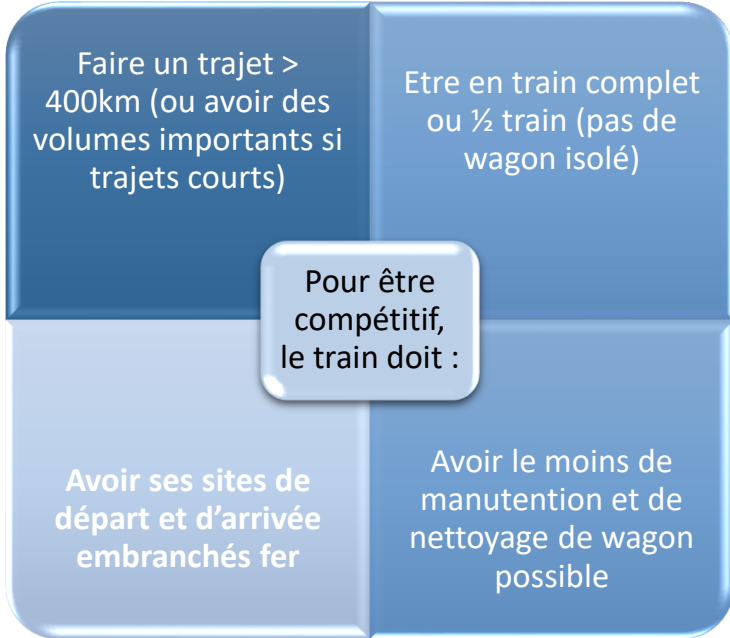 Faire un trajet >
400km (ou avoir des
volumes importants si
trajets courts)
Etre en train complet
ou ½ train (pas de
wagon isolé)
Pour être
compétitif,
le train doit :
Avoir ses sites de
départ et d’arrivée
embranchés fer
Avoir le moins de
manutention et de
nettoyage de wagon
possible